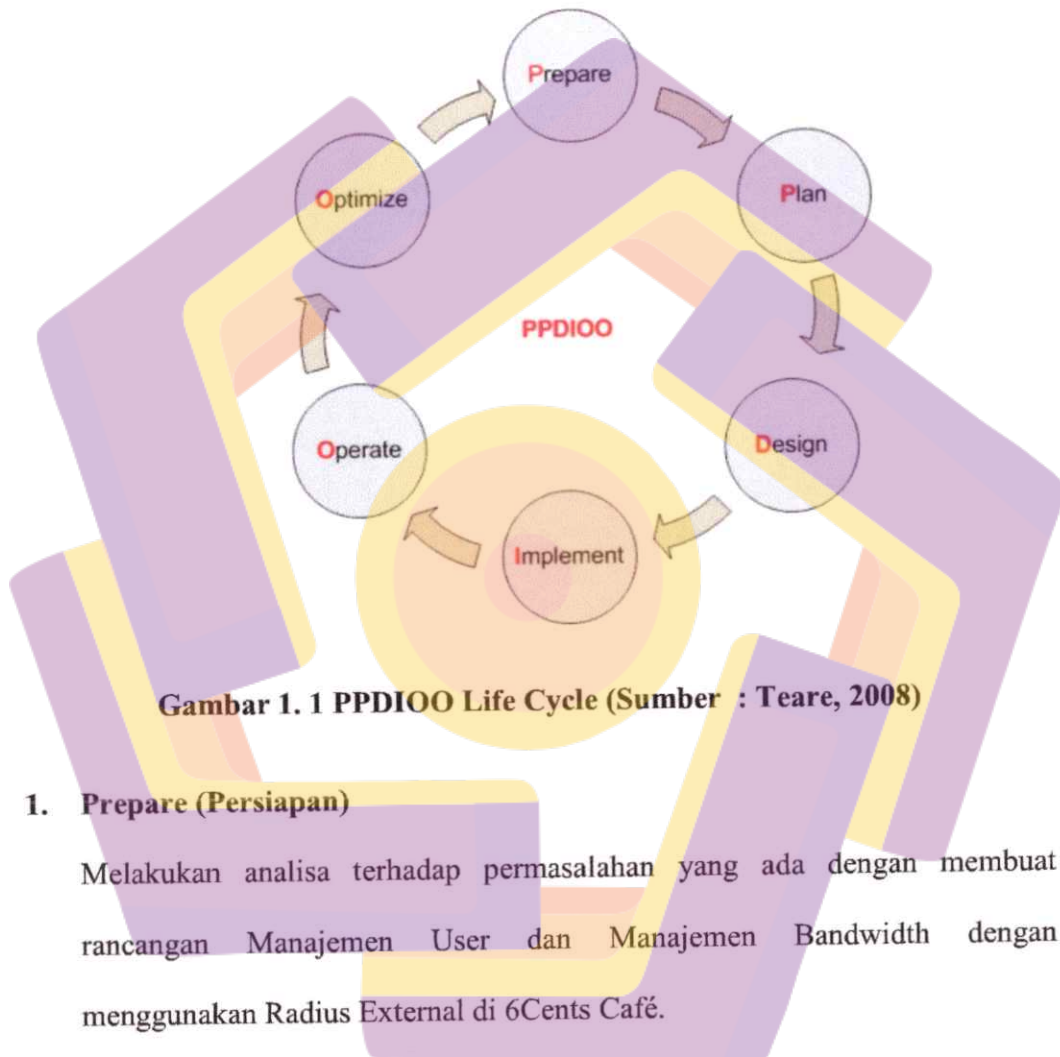 Prepare
Optimize
Plan
PPDIOO
Operate
Design
Implement
Gambar 1. 1 PPDIOO Life Cycle (Sumber : Teare, 2008)
1. Prepare (Persiapan)
Melakukan analisa terhadap permasalahan yang ada dengan membuat
rancangan Manajemen User dan Manajemen Bandwidth dengan
menggunakan Radius External di 6Cents Café.